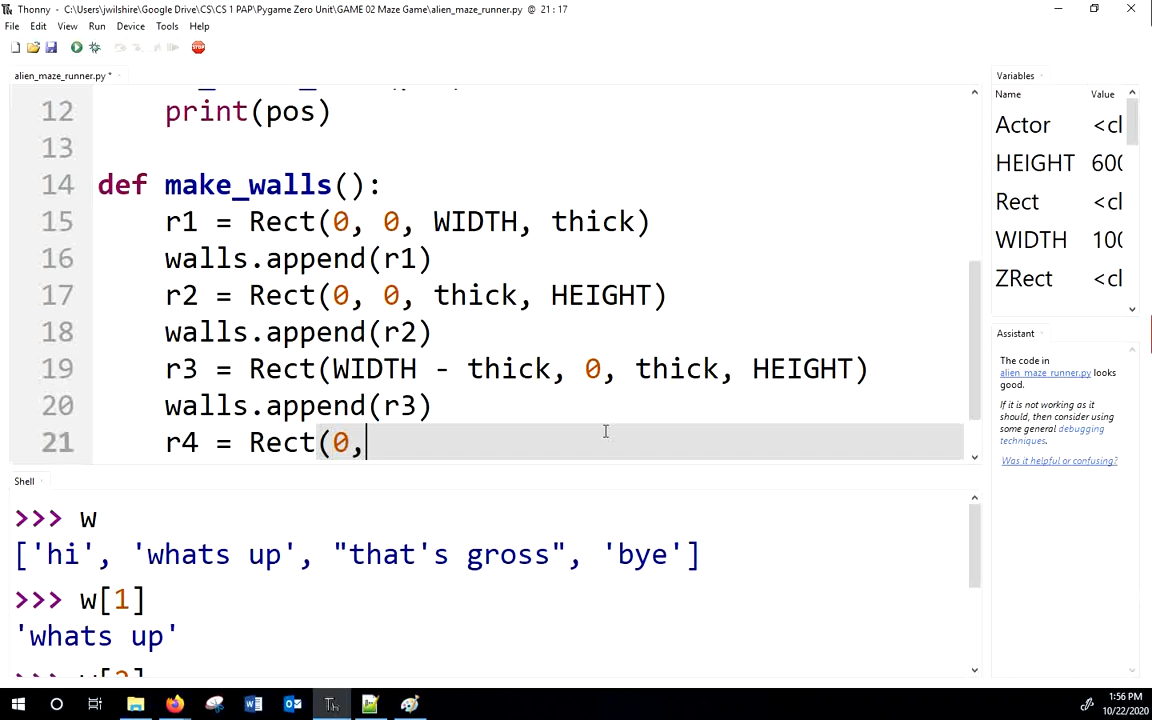 Thonny - C:\Users\jwilshire\Google Drive\CS\CS 1 PAP\Pygame Zero Unit\GAME 02 Maze Game\alien_maze_runner.py @ 21 : 17
File Edit View Run Device Tools Help
STOP
alien_maze_runner.py *
12 print(pos)
13
14 def make_walls():
15 r1 = Rect(0, 0, WIDTH, thick)
16 walls.append(r1)
17 r2 = Rect(0, 0, thick, HEIGHT)
18 walls.append(r2)
19 r3 = Rect(WIDTH - thick, 0, thick, HEIGHT)
20 walls.append(r3)
21 r4 = Rect(0,
Shell
>>> w
['hi', 'whats up', "that's gross", 'bye']
>>> w[1]
'whats up'
Variables
Name Value
Actor <cl
HEIGHT 600
Rect <cl
WIDTH 100
ZRect <cl
Assistant
The code in
alien_maze_runner.py looks
good.
If it is not working as it
should, then consider using
some general debugging
techniques.
Was it helpful or confusing?
1:56 PM
10/22/2020